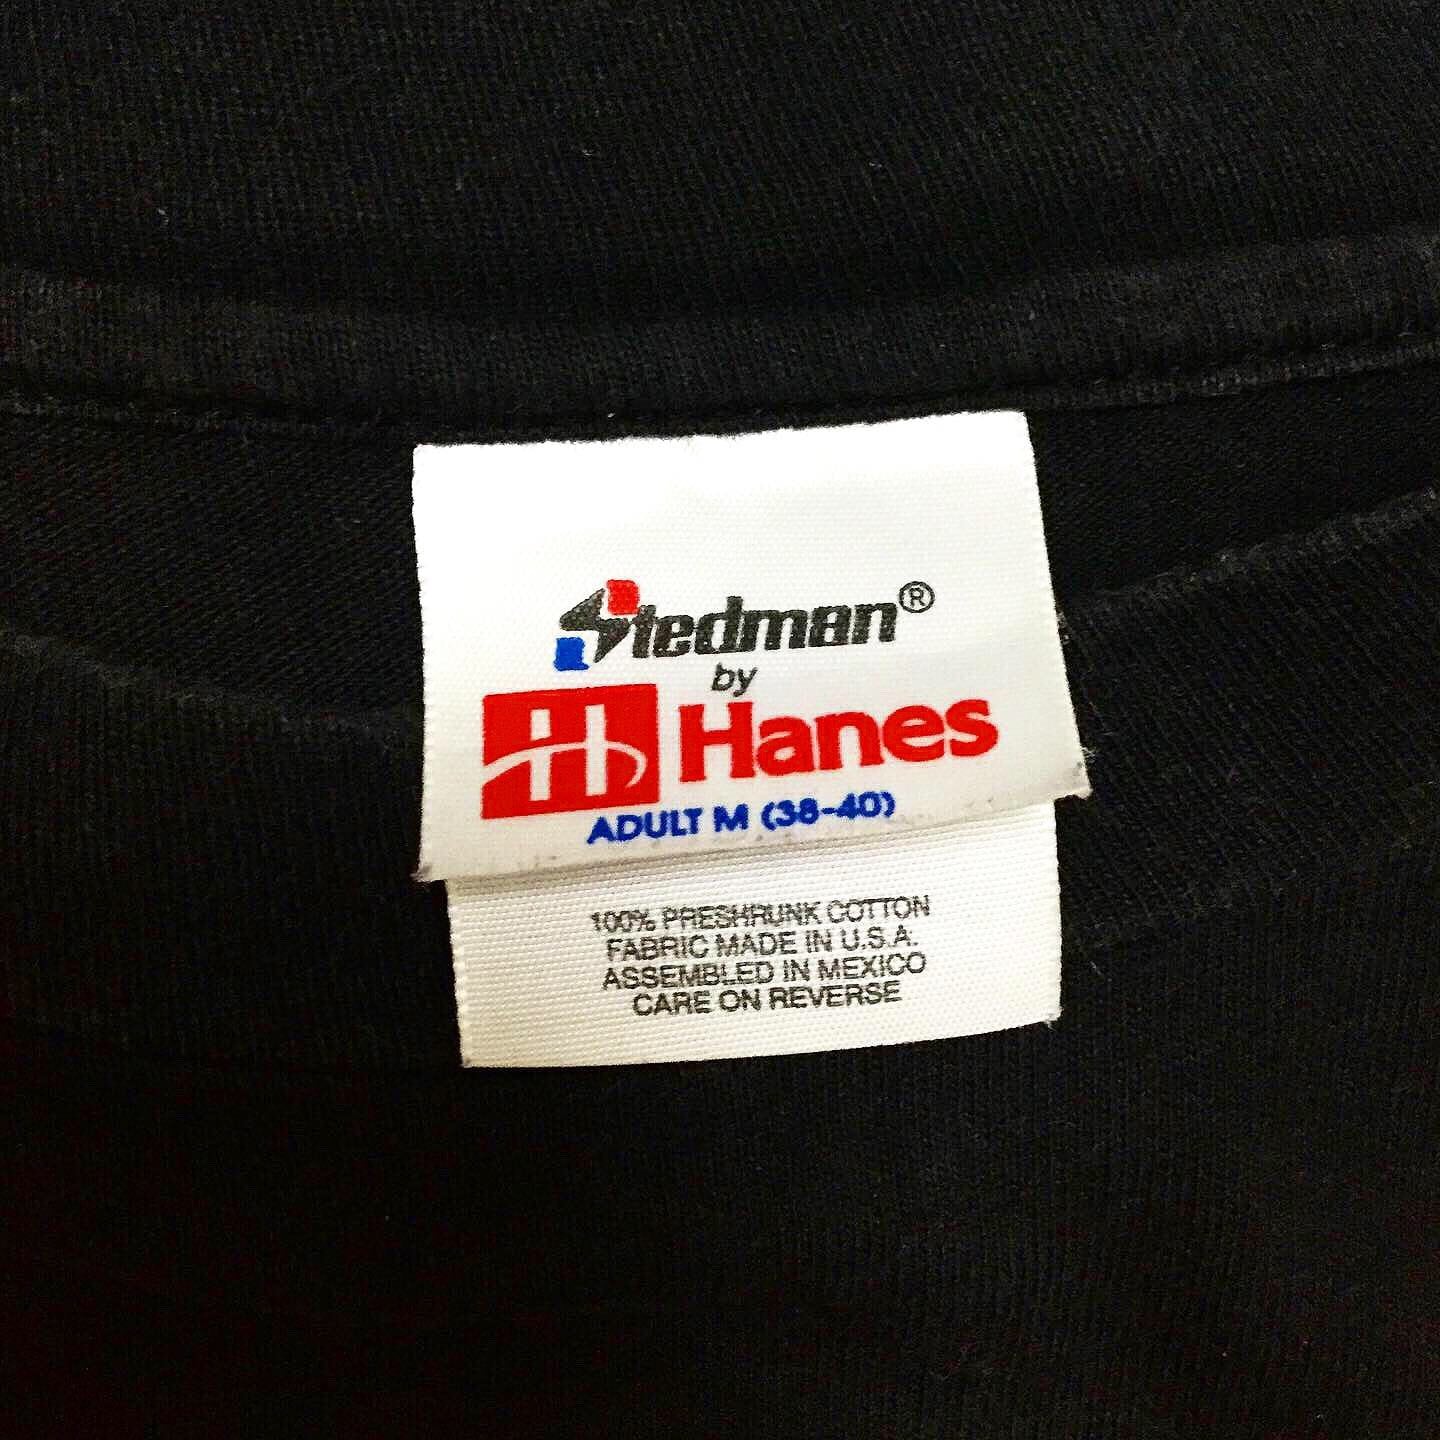 Stedman®
by
Hanes
ADULT M (38-40)
100% PRESHRUNK COTTON
FABRIC MADE IN U.S.A.
ASSEMBLED IN MEXICO
CARE ON REVERSE